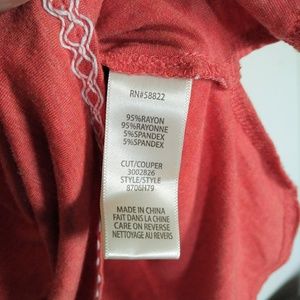 RN#58822
95%RAYON
95%RAYONNE
5%SPANDEX
5%SPANDEX
CUT/COUPER
3002826
STYLE/STYLE
8706H79
MADE IN CHINA
FAIT DANS LA CHINE
CARE ON REVERSE
NETTOYAGE AU REVERS